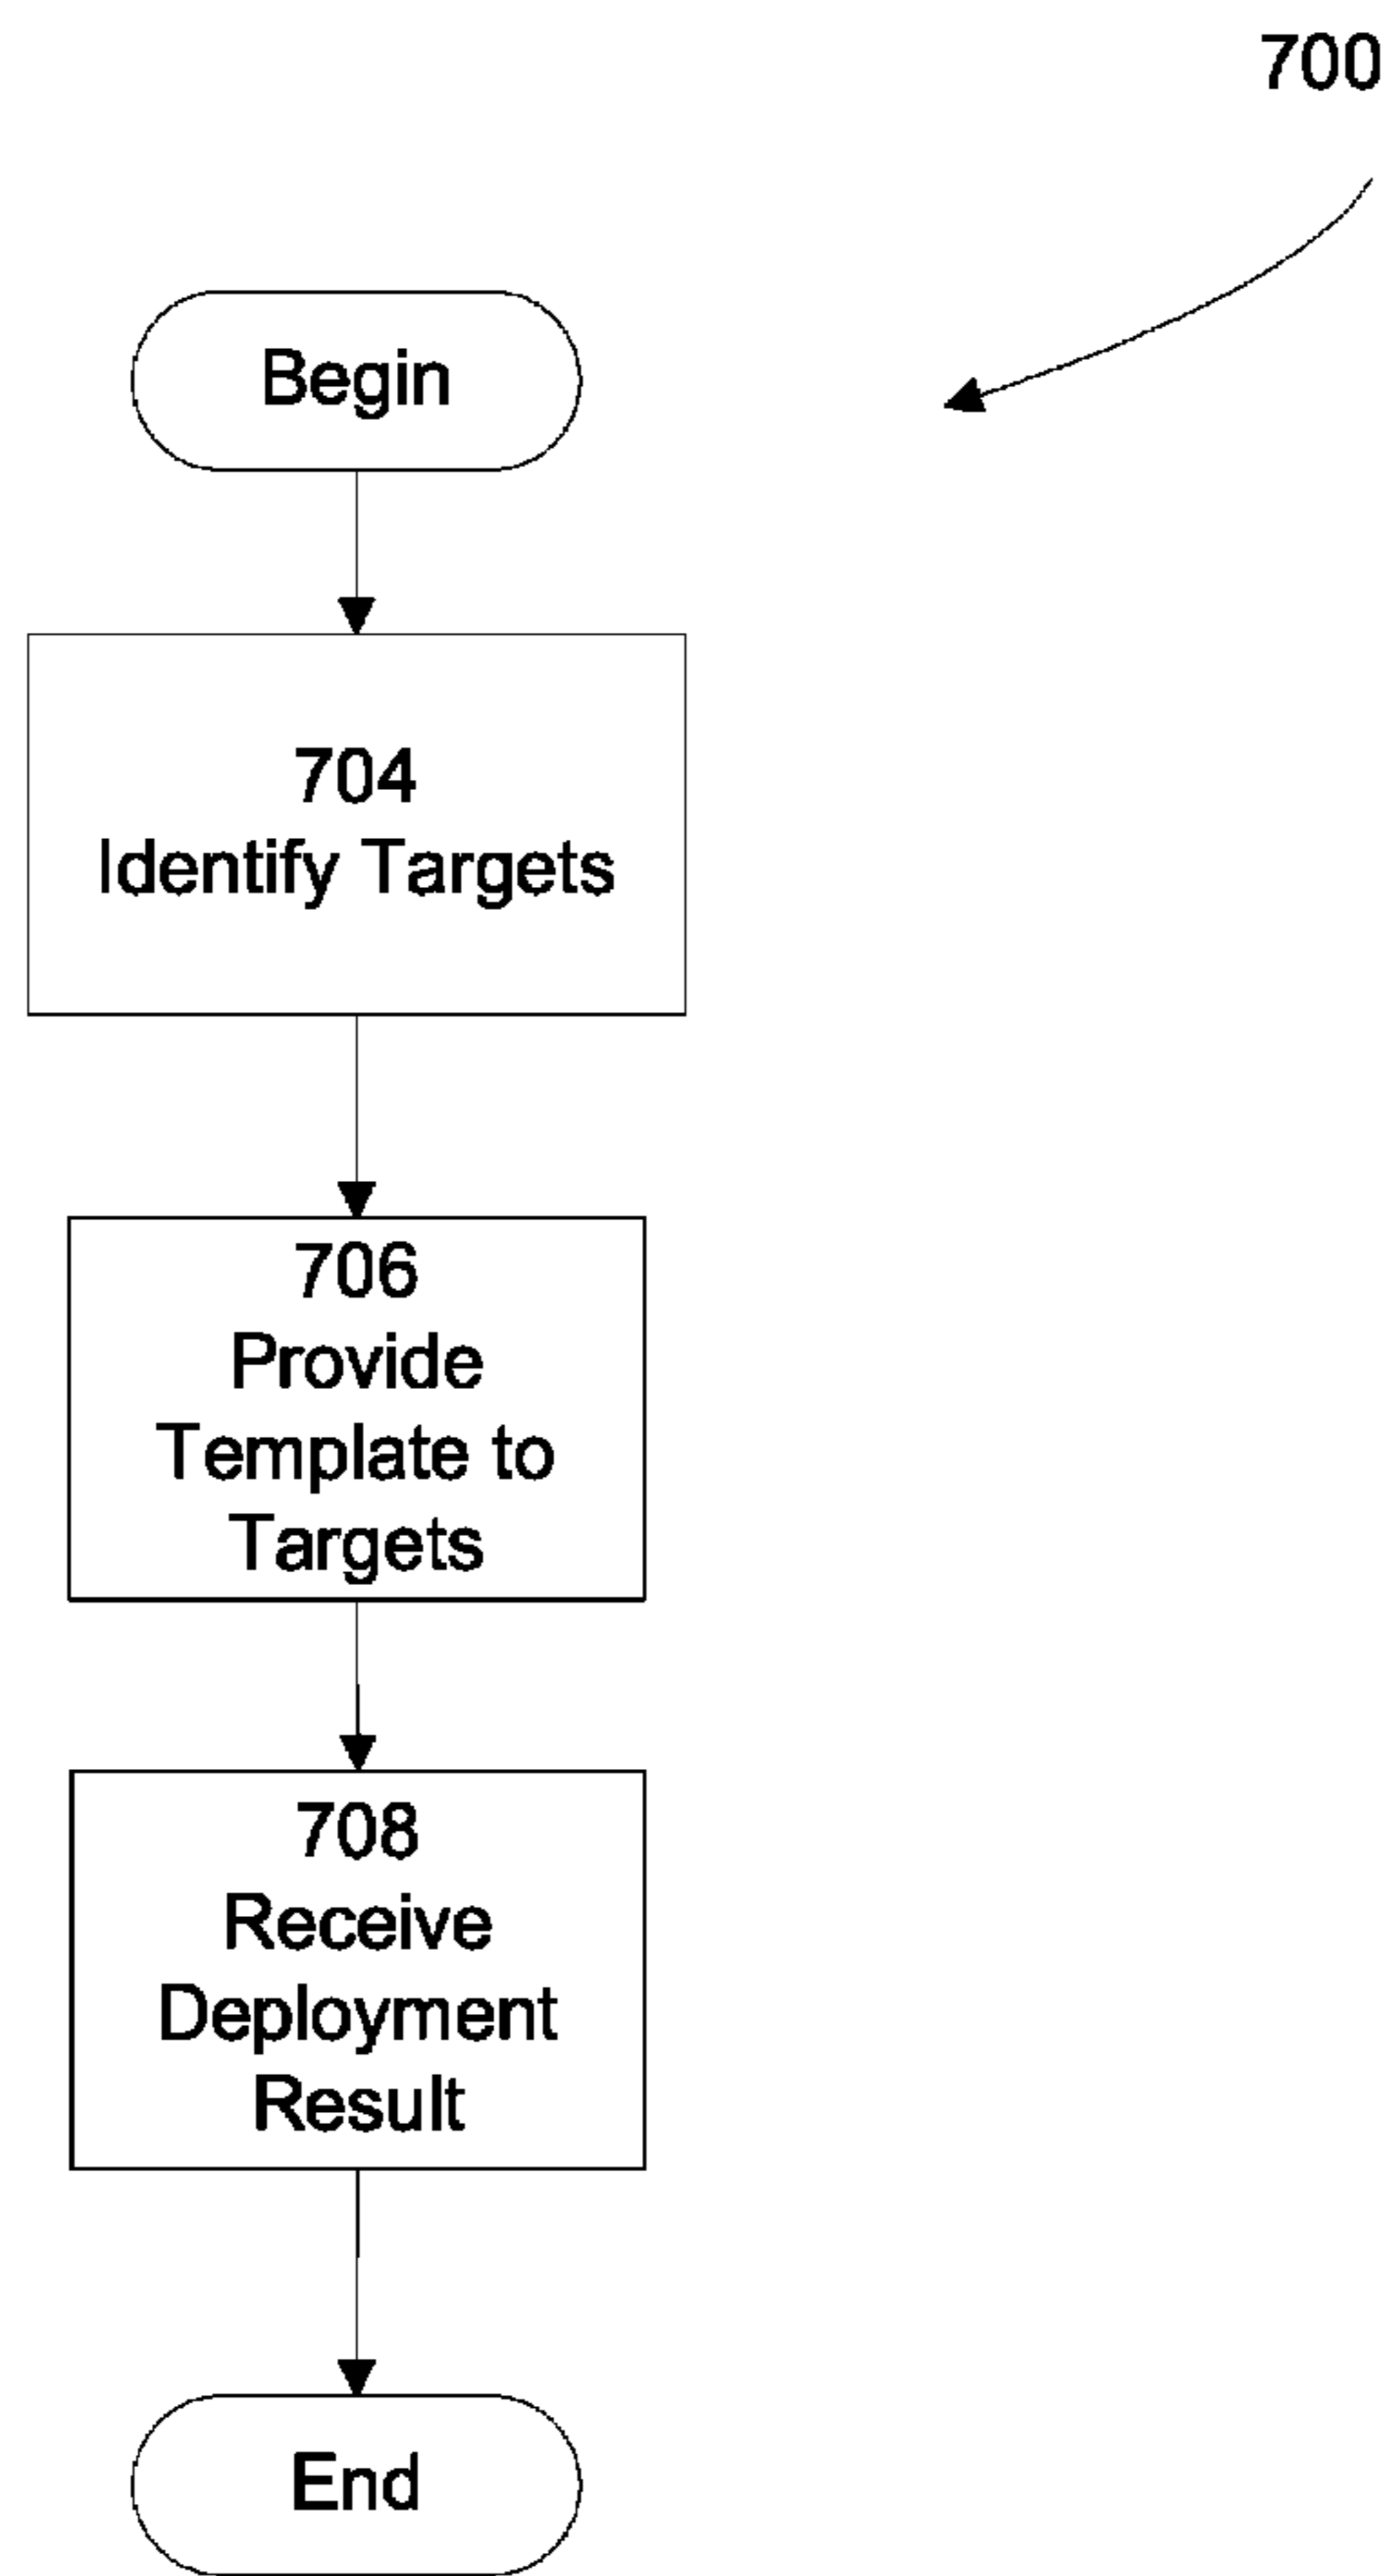 700
Begin
704
Identify Targets
706
Provide
Template to
Targets
708
Receive
Deployment
Result
End